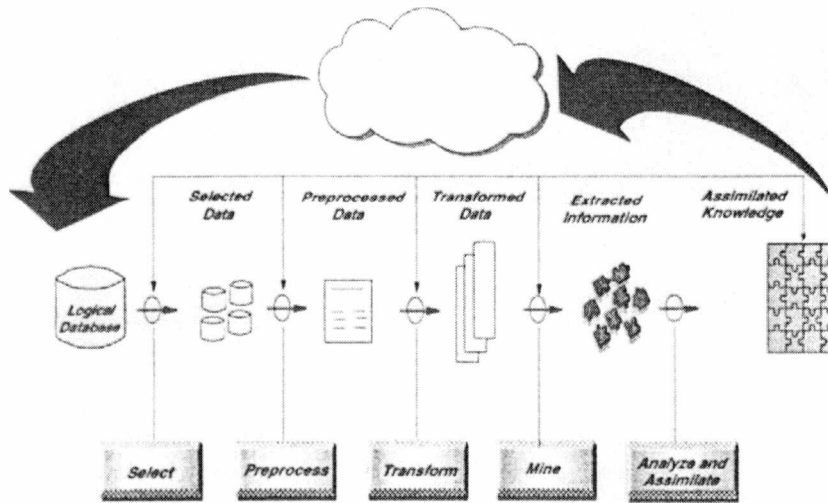 Selected
Data
Preprocessed
Data
Transformed
Data
Extracted
Information
Assimilated
Knowledge
Logical
Database
Select
Preprocess
Transform
Mine
Analyze and
Assimilate